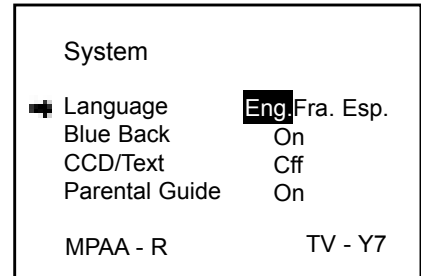 System
Language Eng.Fra. Esp.
Blue Back On
CCD/Text Cff
Parental Guide On
MPAA - R TV - Y7